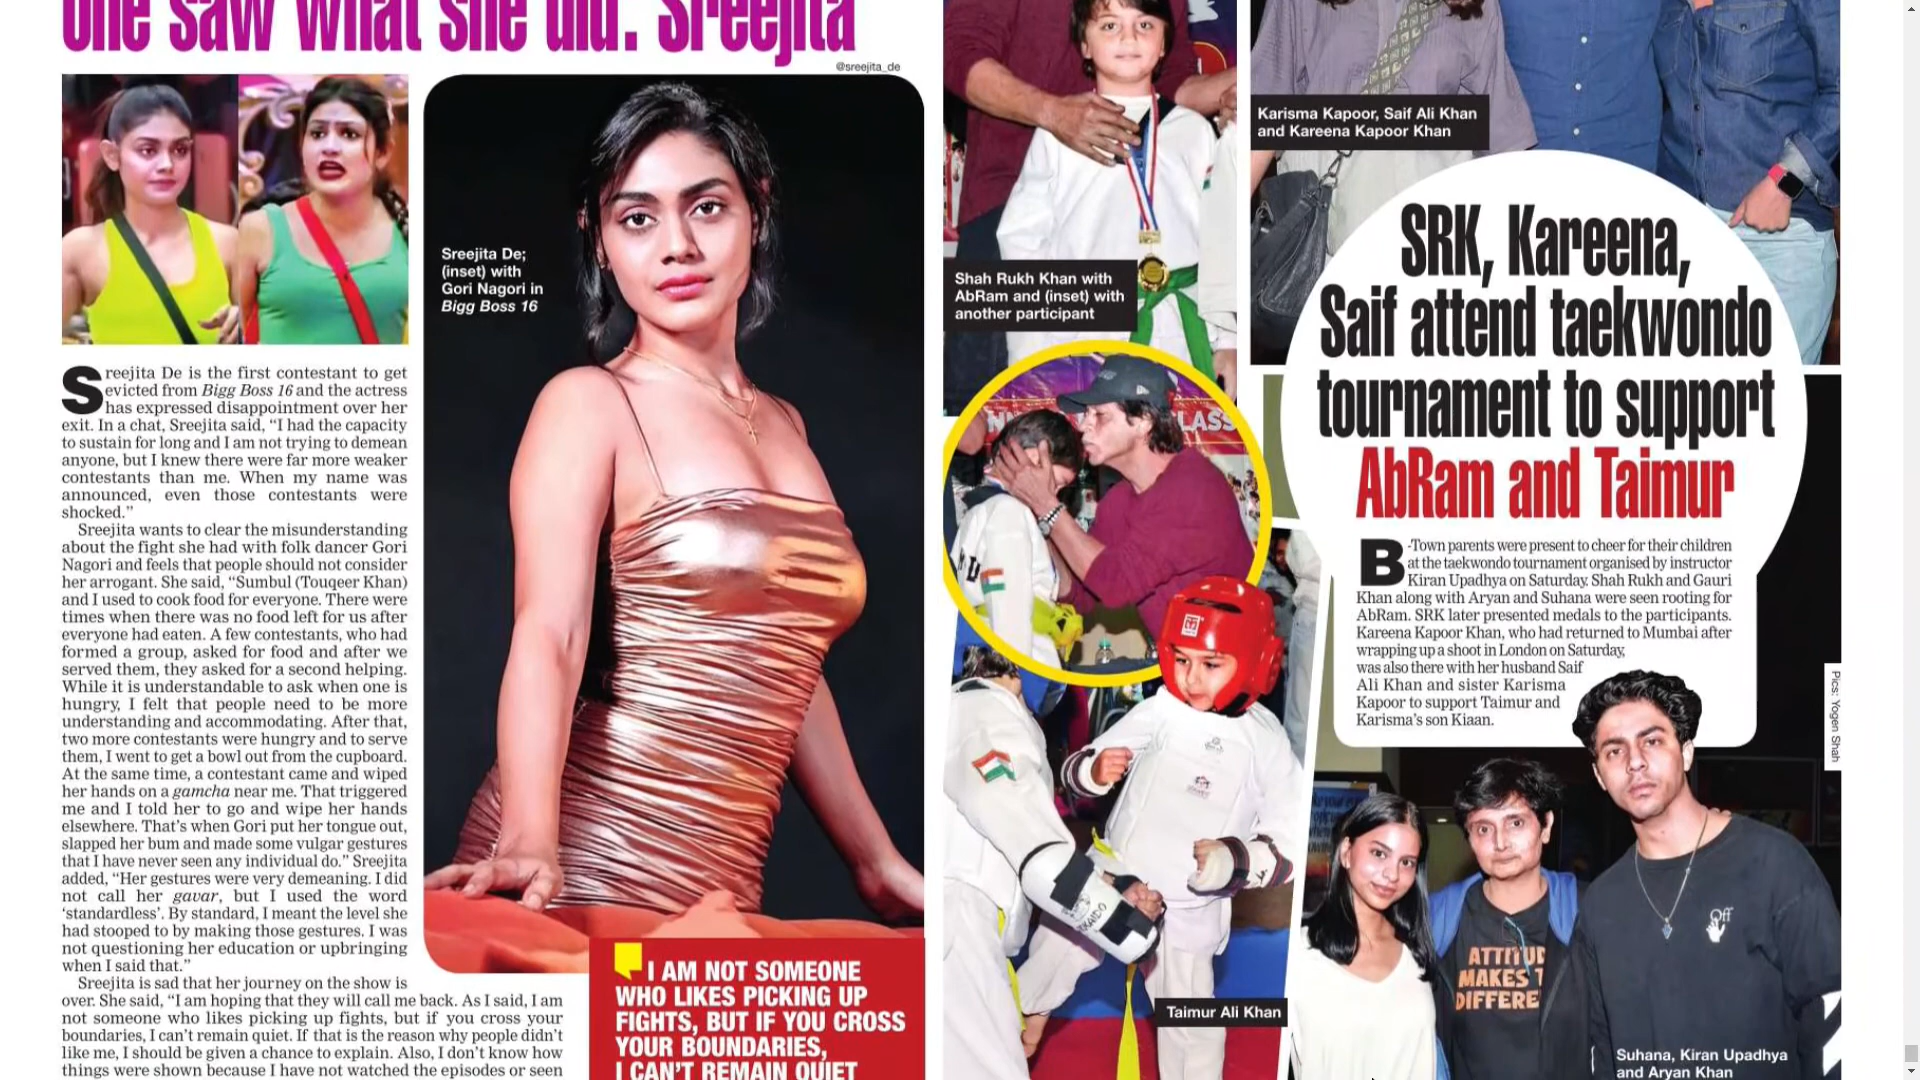 one saw what she did: Sreejita
@sreejita_de
Sreejita De;
(inset) with
Gori Nagori in
Bigg Boss 16
Sreejita De is the first contestant to get
evicted from Bigg Boss 16 and the actress
has expressed disappointment over her
exit. In a chat, Sreejita said, “I had the capacity
to sustain for long and I am not trying to demean
anyone, but I knew there were far more weaker
contestants than me. When my name was
announced, even those contestants were
shocked.”
Sreejita wants to clear the misunderstanding
about the fight she had with folk dancer Gori
Nagori and feels that people should not consider
her arrogant. She said, “Sumbul (Touqeer Khan)
and I used to cook food for everyone. There were
times when there was no food left for us after
everyone had eaten. A few contestants, who had
formed a group, asked for food and after we
served them, they asked for a second helping.
While it is understandable to ask when one is
hungry, I felt that people need to be more
understanding and accommodating. After that,
two more contestants were hungry and to serve
them, I went to get a bowl out from the cupboard.
At the same time, a contestant came and wiped
her hands on a gamcha near me. That triggered
me and I told her to go and wipe her hands
elsewhere. That’s when Gori put her tongue out,
slapped her bum and made some vulgar gestures
that I have never seen any individual do.” Sreejita
added, “Her gestures were very demeaning. I did
not call her gavar, but I used the word
‘standardless’. By standard, I meant the level she
had stooped to by making those gestures. I was
not questioning her education or upbringing
when I said that.”
Sreejita is sad that her journey on the show is
over. She said, “I am hoping that they will call me back. As I said, I am
not someone who likes picking up fights, but if you cross your
boundaries, I can’t remain quiet. If that is the reason why people didn’t
like me, I should be given a chance to explain. Also, I don’t know how
things were shown because I have not watched the episodes or seen
I AM NOT SOMEONE
WHO LIKES PICKING UP
FIGHTS, BUT IF YOU CROSS
YOUR BOUNDARIES,
I CAN’T REMAIN QUIET
Shah Rukh Khan with
AbRam and (inset) with
another participant
Karisma Kapoor, Saif Ali Khan
and Kareena Kapoor Khan
SRK, Kareena,
Saif attend taekwondo
tournament to support
AbRam and Taimur
B-Town parents were present to cheer for their children
at the taekwondo tournament organised by instructor
Kiran Upadhya on Saturday. Shah Rukh and Gauri
Khan along with Aryan and Suhana were seen rooting for
AbRam. SRK later presented medals to the participants.
Kareena Kapoor Khan, who had returned to Mumbai after
wrapping up a shoot in London on Saturday,
was also there with her husband Saif
Ali Khan and sister Karisma
Kapoor to support Taimur and
Karisma’s son Kiaan.
Pics: Yogen Shah
Taimur Ali Khan
ATTITUD
MAKES T
DIFFERE
Off
Suhana, Kiran Upadhya
and Aryan Khan